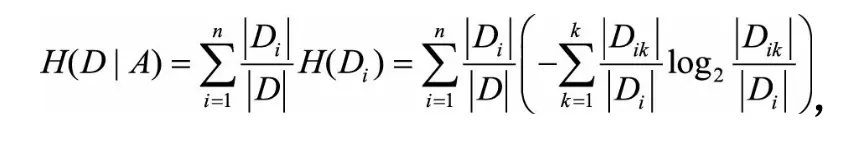 H(D | A) = \sum_{i=1}^{n} \frac{|D_i|}{|D|} H(D_i) = \sum_{i=1}^{n} \frac{|D_i|}{|D|} \left( -\sum_{k=1}^{k} \frac{|D_{ik}|}{|D_i|} \log_2 \frac{|D_{ik}|}{|D_i|} \right),